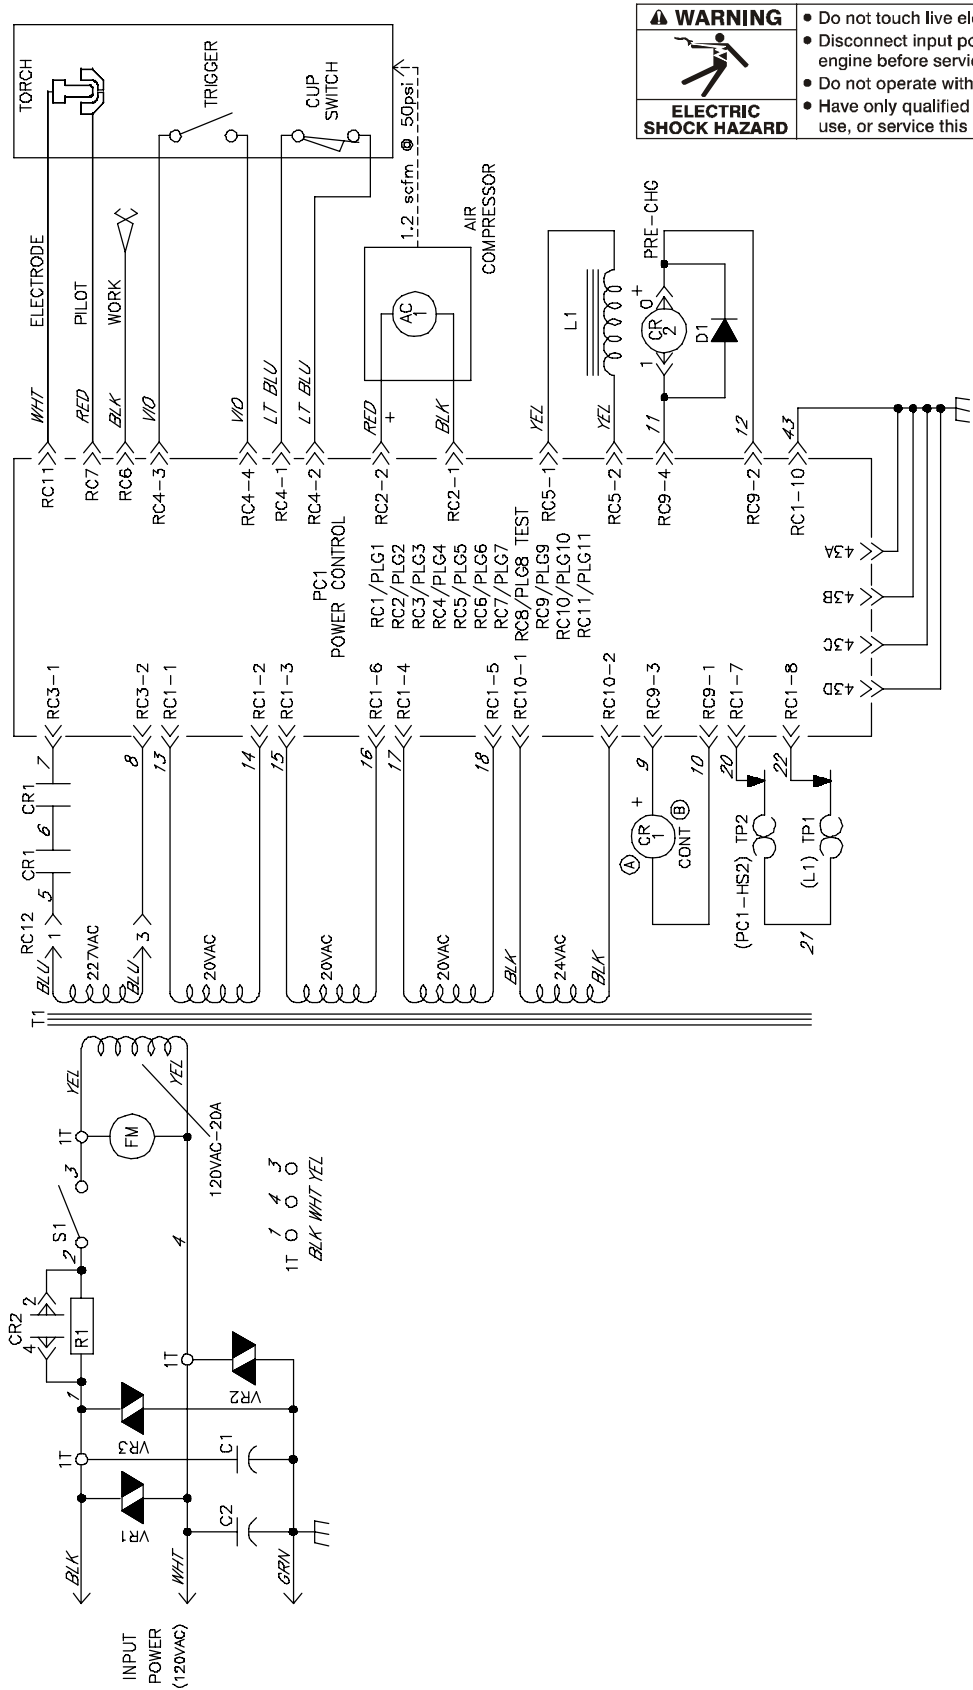 WARNING
ELECTRIC
SHOCK HAZARD
• Do not touch live
• Disconnect input
engine before
• Do not operate with
• Have only qualified
use, or service this
TORCH
TRIGGER
CUP
SWITCH
1.2 scfm @ 50psi
AIR
COMPRESSOR
AC
1
ELECTRODE
PILOT
WORK
WHT
RED
BLK
VIO
VIO
LT BLU
LT BLU
RED
+
BLK
YEL
YEL
L1
PRE-CHG
0
+
CR
2
1
D1
11
12
43
RC11
RC7
RC6
RC4-3
RC4-4
RC4-1
RC4-2
RC2-2
RC2-1
RC5-1
RC5-2
RC9-4
RC9-2
RC1-10
PC1
POWER CONTROL
RC1/PLG1
RC2/PLG2
RC3/PLG3
RC4/PLG4
RC5/PLG5
RC6/PLG6
RC7/PLG7
RC8/PLG8 TEST
RC9/PLG9
RC10/PLG10
RC11/PLG11
43A
43B
43C
43D
RC3-1
RC3-2
RC1-1
RC1-2
RC1-3
RC1-6
RC1-4
RC1-5
RC10-1
RC10-2
RC9-3
RC9-1
RC1-7
RC1-8
7
8
13
14
15
16
17
18
9
10
20
22
CR1
6
CR1
5
RC12
1
3
BLU
BLU
227VAC
20VAC
20VAC
20VAC
BLK
24VAC
BLK
A
+
CR
1
B
CONT
(PC1-HS2) TP2
(L1) TP1
21
T1
YEL
YEL
1T
FM
120VAC-20A
3
S1
2
4
1T
1
4
3
BLK WHT YEL
CR2
2
4
R1
1
1T
VR2
VR3
1T
C1
VR1
C2
BLK
WHT
GRN
INPUT
POWER
(120VAC)